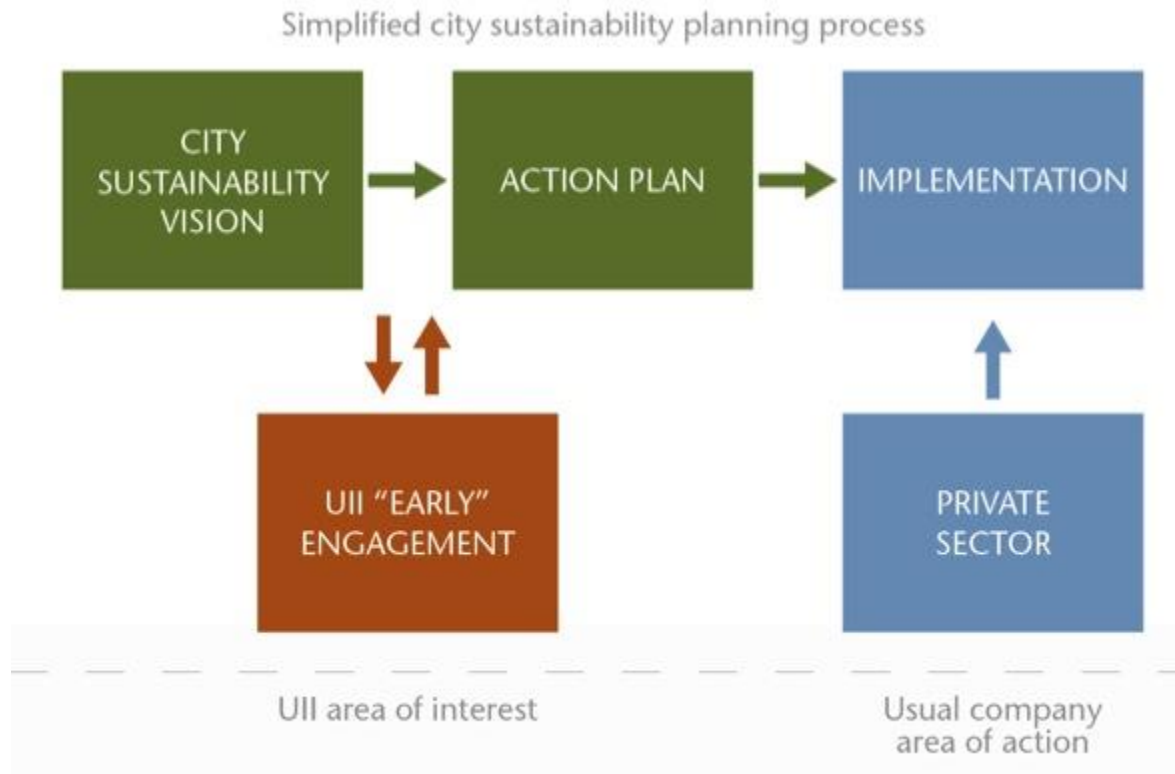 Simplified city sustainability planning process
CITY
SUSTAINABILITY
VISION
ACTION PLAN
IMPLEMENTATION
UII “EARLY”
ENGAGEMENT
PRIVATE
SECTOR
UII area of interest
Usual company
area of action